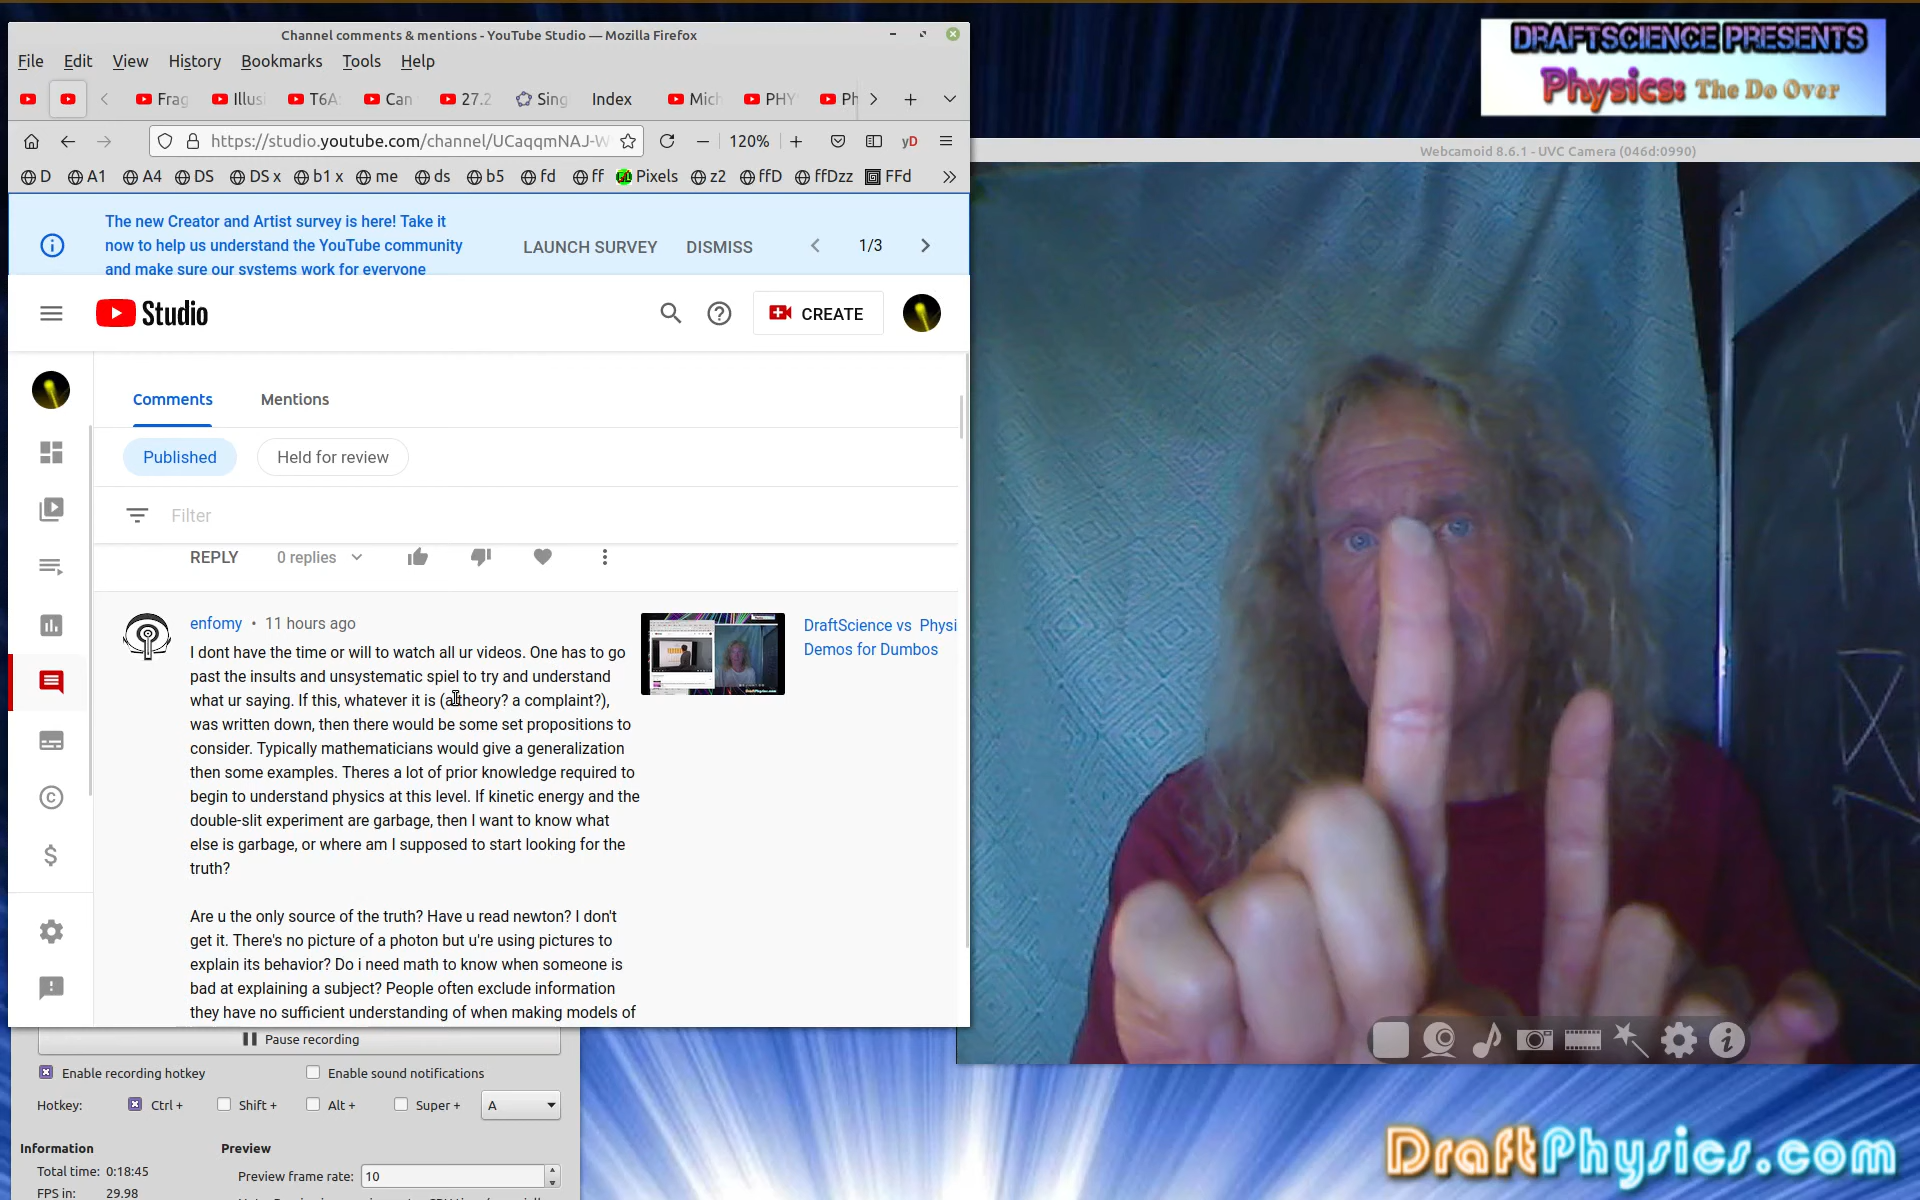 Channel comments & mentions - YouTube Studio — Mozilla Firefox
File Edit View History Bookmarks Tools Help
Frag Illus T6A Can 27.2 Sing Index Mich PHY Ph
https://studio.youtube.com/channel/UCaqqmNAJ-W 120% yD
D A1 A4 DS DS x b1 x me ds b5 fd ff Pixels z2 ffD ffDzz FFd
The new Creator and Artist survey is here! Take it
now to help us understand the YouTube community
and make sure our systems work for everyone
LAUNCH SURVEY DISMISS 1/3
Studio CREATE
Comments Mentions
Published Held for review
Filter
REPLY 0 replies
enfomy • 11 hours ago
I dont have the time or will to watch all ur videos. One has to go
past the insults and unsystematic spiel to try and understand
what ur saying. If this, whatever it is (a theory? a complaint?),
was written down, then there would be some set propositions to
consider. Typically mathematicians would give a generalization
then some examples. Theres a lot of prior knowledge required to
begin to understand physics at this level. If kinetic energy and the
double-slit experiment are garbage, then I want to know what
else is garbage, or where am I supposed to start looking for the
truth?
Are u the only source of the truth? Have u read newton? I don't
get it. There's no picture of a photon but u're using pictures to
explain its behavior? Do i need math to know when someone is
bad at explaining a subject? People often exclude information
they have no sufficient understanding of when making models of
DraftScience vs Physi
Demos for Dumbos
Pause recording
Enable recording hotkey Enable sound notifications
Hotkey: Ctrl + Shift + Alt + Super + A
Information Preview
Total time: 0:18:45
Preview frame rate: 10
FPS in: 29.98
DRAFTSCIENCE PRESENTS
Physics: The Do Over
Webcamoid 8.6.1 - UVC Camera (046d:0990)
DraftPhysics.com